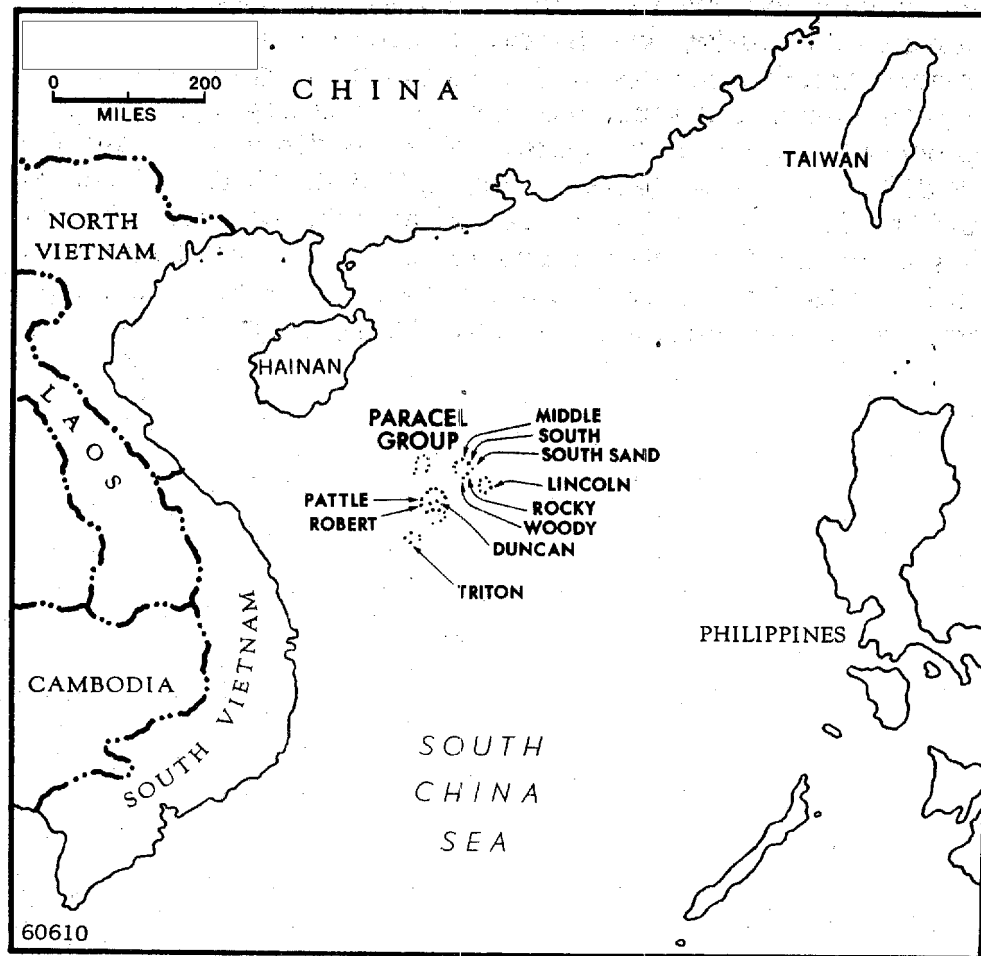 0 200
MILES
CHINA
TAIWAN
NORTH
VIETNAM
HAINAN
LAOS
PARACEL
GROUP
MIDDLE
SOUTH
SOUTH SAND
LINCOLN
PATTLE
ROBERT
ROCKY
WOODY
DUNCAN
TRITON
PHILIPPINES
CAMBODIA
SOUTH VIETNAM
SOUTH
CHINA
SEA
60610